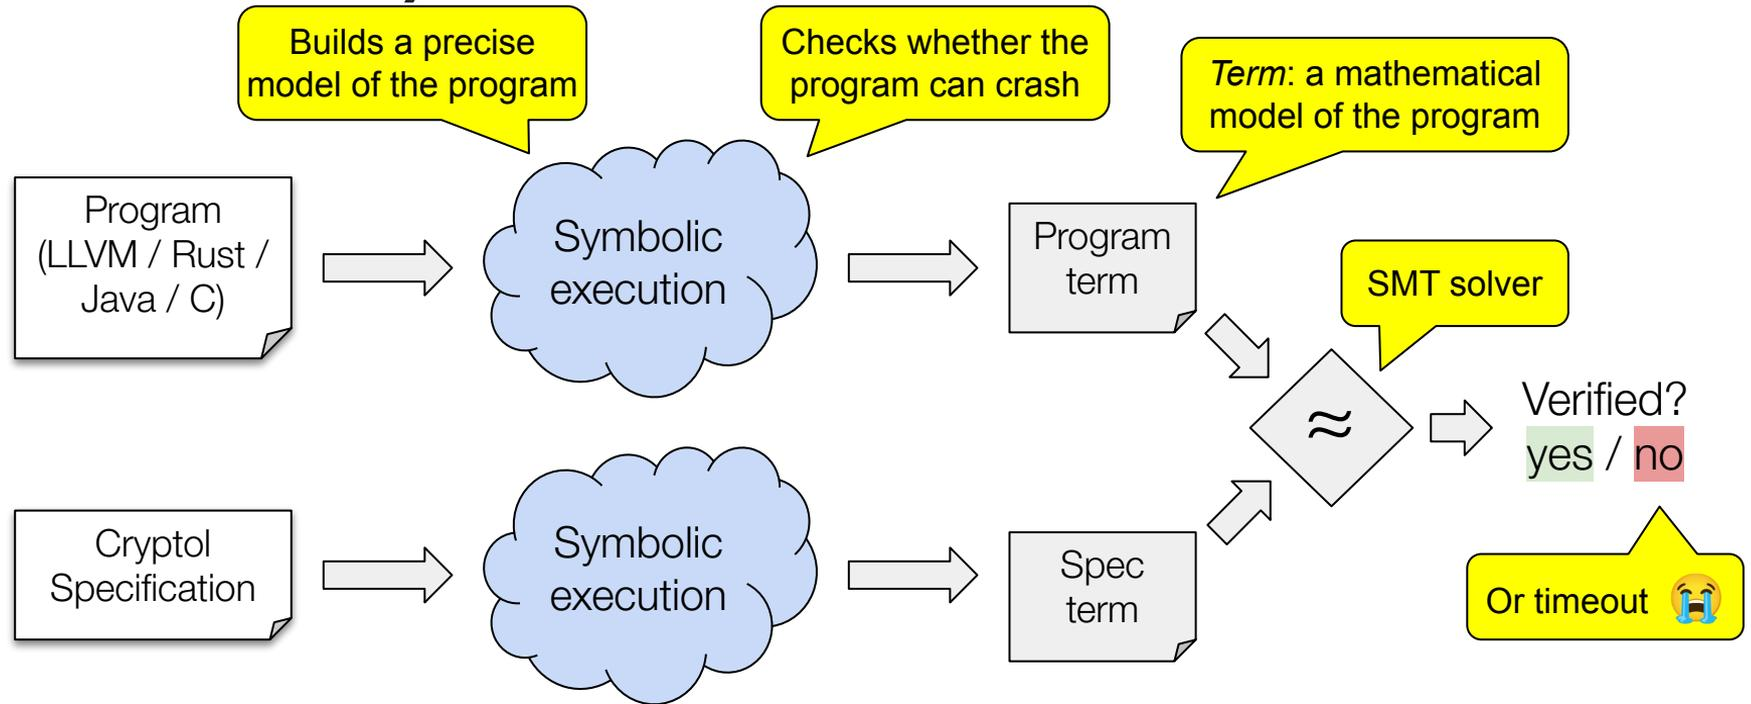 Builds a precise
model of the program
Checks whether the
program can crash
Term: a mathematical
model of the program
Program
(LLVM / Rust /
Java / C)
Symbolic
execution
Program
term
SMT solver
≈
Verified?
yes / no
Cryptol
Specification
Symbolic
execution
Spec
term
Or timeout 😭